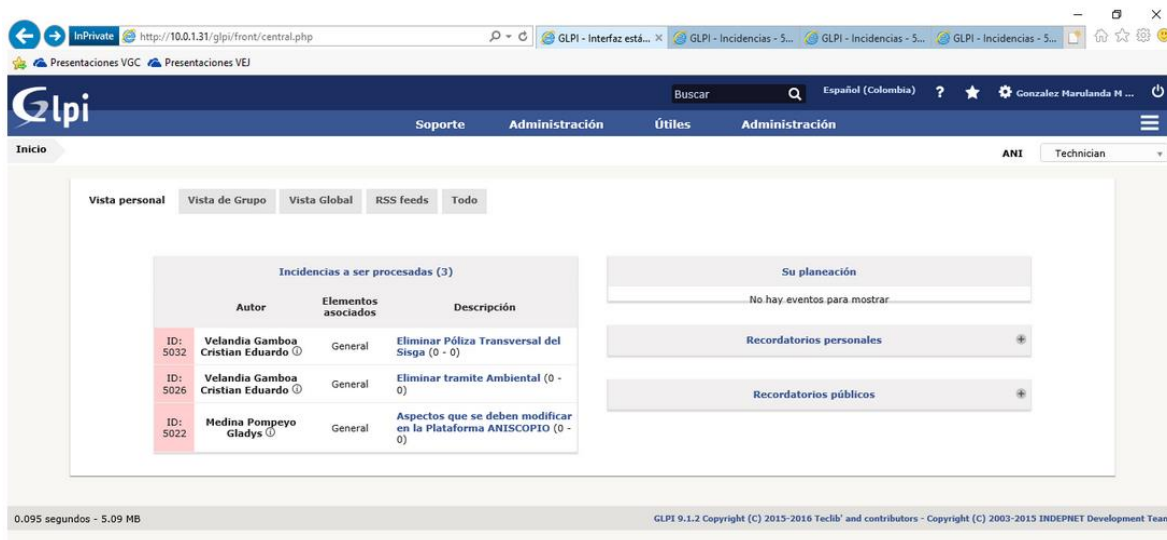 InPrivate
http://10.0.1.31/glpi/front/central.php
GLPI - Interfaz está...
GLPI - Incidencias - 5...
GLPI - Incidencias - 5...
GLPI - Incidencias - 5...
Presentaciones VGC
Presentaciones VEJ
Glpi
Buscar
Español (Colombia)
?
Gonzalez Marulanda M ...
Soporte
Administración
Útiles
Administración
Inicio
ANI
Technician
Vista personal
Vista de Grupo
Vista Global
RSS feeds
Todo
Incidencias a ser procesadas (3)
Autor
Elementos
asociados
Descripción
ID:
5032
Velandia Gamboa
Cristian Eduardo
General
Eliminar Póliza Transversal del
Sisga (0 - 0)
ID:
5026
Velandia Gamboa
Cristian Eduardo
General
Eliminar tramite Ambiental (0 -
0)
ID:
5022
Medina Pompeyo
Gladys
General
Aspectos que se deben modificar
en la Plataforma ANISCOPIO (0 -
0)
Su planeación
No hay eventos para mostrar
Recordatorios personales
Recordatorios públicos
0.095 segundos - 5.09 MB
GLPI 9.1.2 Copyright (C) 2015-2016 Teclib' and contributors - Copyright (C) 2003-2015 INDEPNET Development Team